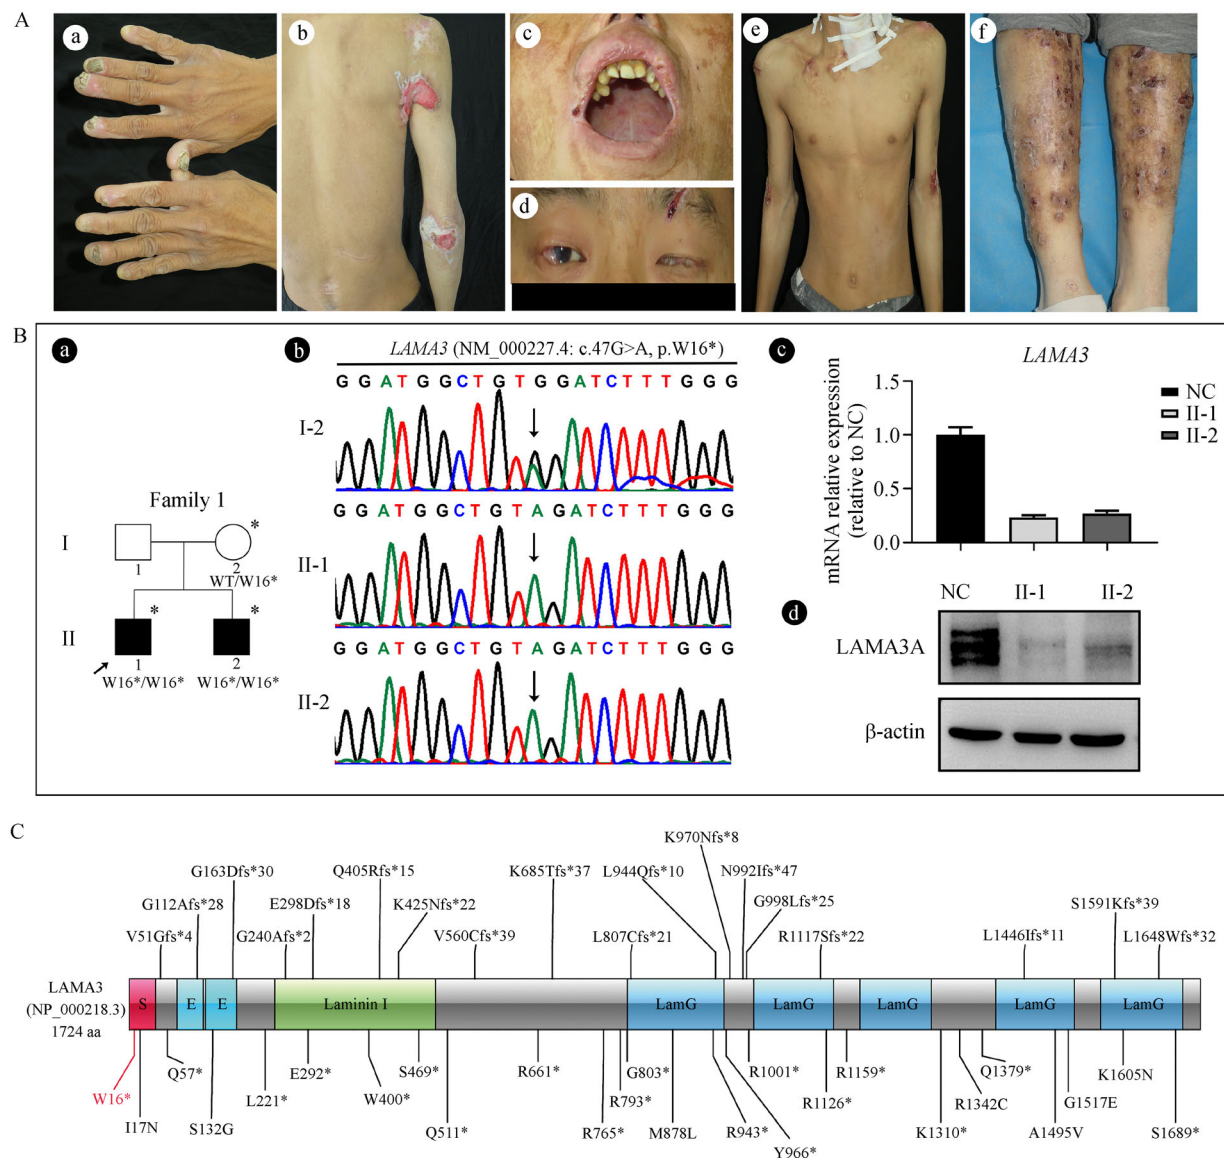 A
a
b
c
d
e
f
B
a
Family 1
I
1
2
*
WT/W16*
II
*
*
1
2
W16*/W16*
W16*/W16*
b
LAMA3 (NM_000227.4: c.47G>A, p.W16*)
G G A T G G C T G T G G A T C T T T G G G
I-2
G G A T G G C T G T A G A T C T T T G G G
II-1
G G A T G G C T G T A G A T C T T T G G G
II-2
c
LAMA3
mRNA relative expression
(relative to NC)
1.5
1.0
0.5
0.0
NC
II-1
II-2
d
NC II-1 II-2
LAMA3A
β-actin
C
K970Nfs*8
G163Dfs*30 Q405Rfs*15 K685Tfs*37 L944Qfs*10 N992Ifs*47
G112Afs*28 E298Dfs*18 K425Nfs*22 G998Lfs*25 S1591Kfs*39
V51Gfs*4 G240Afs*2 V560Cfs*39 L807Cfs*21 R1117Sfs*22 L1446Ifs*11 L1648Wfs*32
LAMA3
(NP_000218.3)
1724 aa
S E E Laminin I LamG LamG LamG LamG LamG
Q57* E292* S469* R661* G803* R1001* R1159* Q1379* K1605N
W16* L221* W400* R793* R1126* R1342C G1517E
I17N S132G Q511* R765* M878L R943* K1310* A1495V S1689*
Y966*